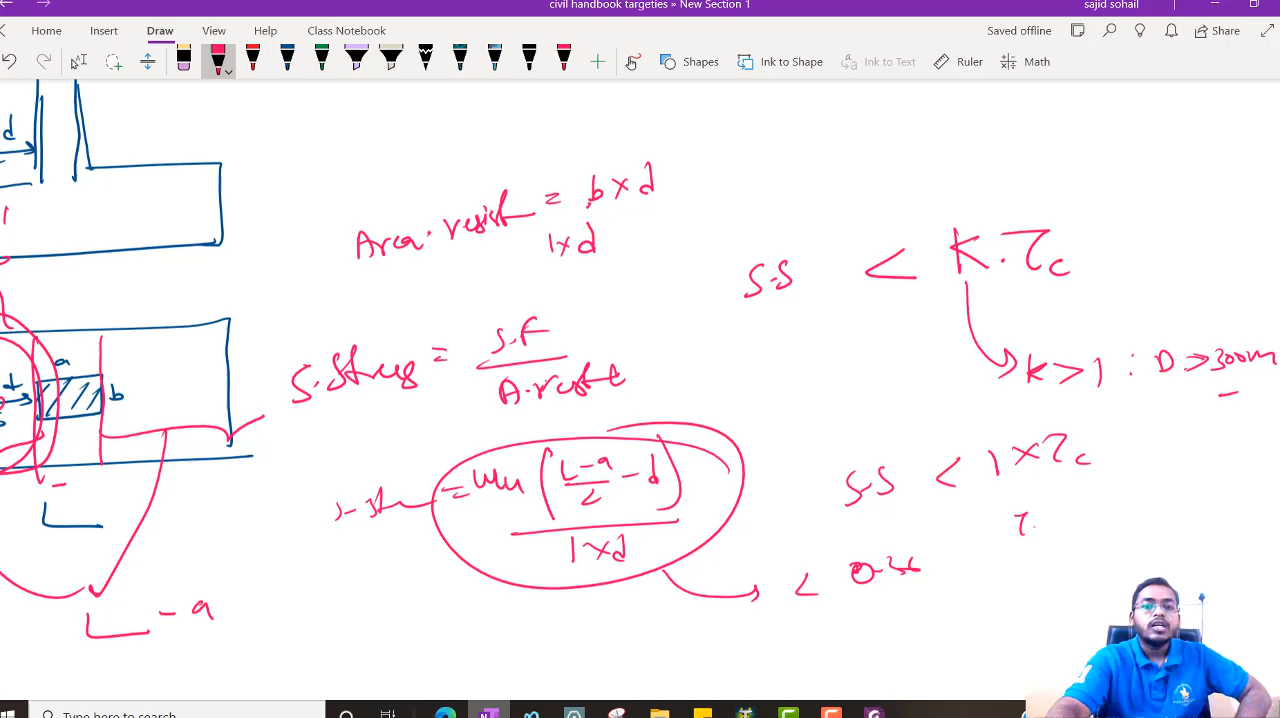 civil handbook targeties » New Section 1
sajid sohail
Home Insert Draw View Help Class Notebook
Saved offline
Share
Shapes
Ink to Shape
Ink to Text
Ruler
Math
d
Area. resist = b × d
1×d
S.S < K.τc
S.F
S.Stress =
A.resist
K > 1 : D ≥ 300m
a
b
= Wu ( L-a/2 - d )
1×d
S.S < 1 × τc
τ.
< 0.36
L
L - a
Type here to search